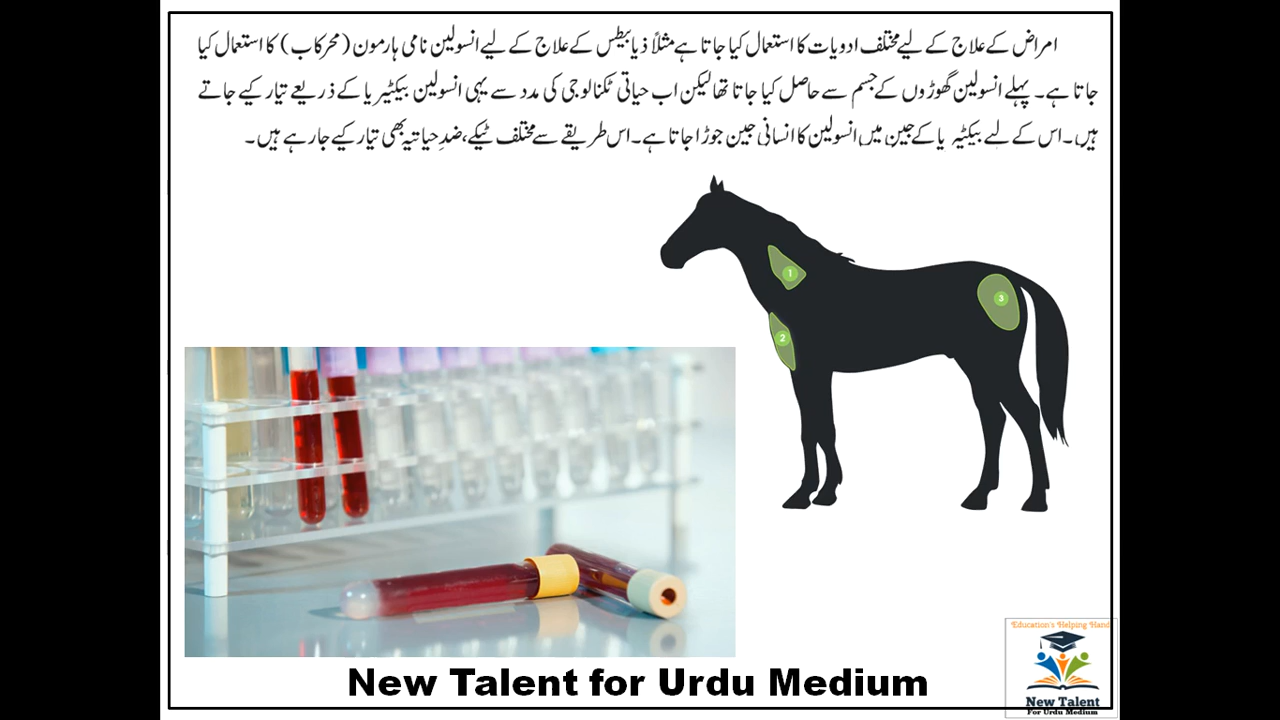 امراض کے علاج کے لیے مختلف ادویات کا استعمال کیا جاتا ہے مثلاً ذیابیطس کے علاج کے لیے انسولین نامی ہارمون (محرکاب) کا استعمال کیا
جاتا ہے۔ پہلے انسولین گھوڑوں کے جسم سے حاصل کیا جاتا تھا لیکن اب حیاتی ٹکنالوجی کی مدد سے یہی انسولین بیکٹیریا کے ذریعے تیار کیے جاتے
ہیں۔ اس کے لیے بیکٹیریا کے جین میں انسولین کا انسانی جین جوڑا جاتا ہے۔ اس طریقے سے مختلف ٹیکے، ضدِ حیاتیہ بھی تیار کیے جارہے ہیں۔
1
2
3
Education's Helping Hand
New Talent
For Urdu Medium
New Talent for Urdu Medium